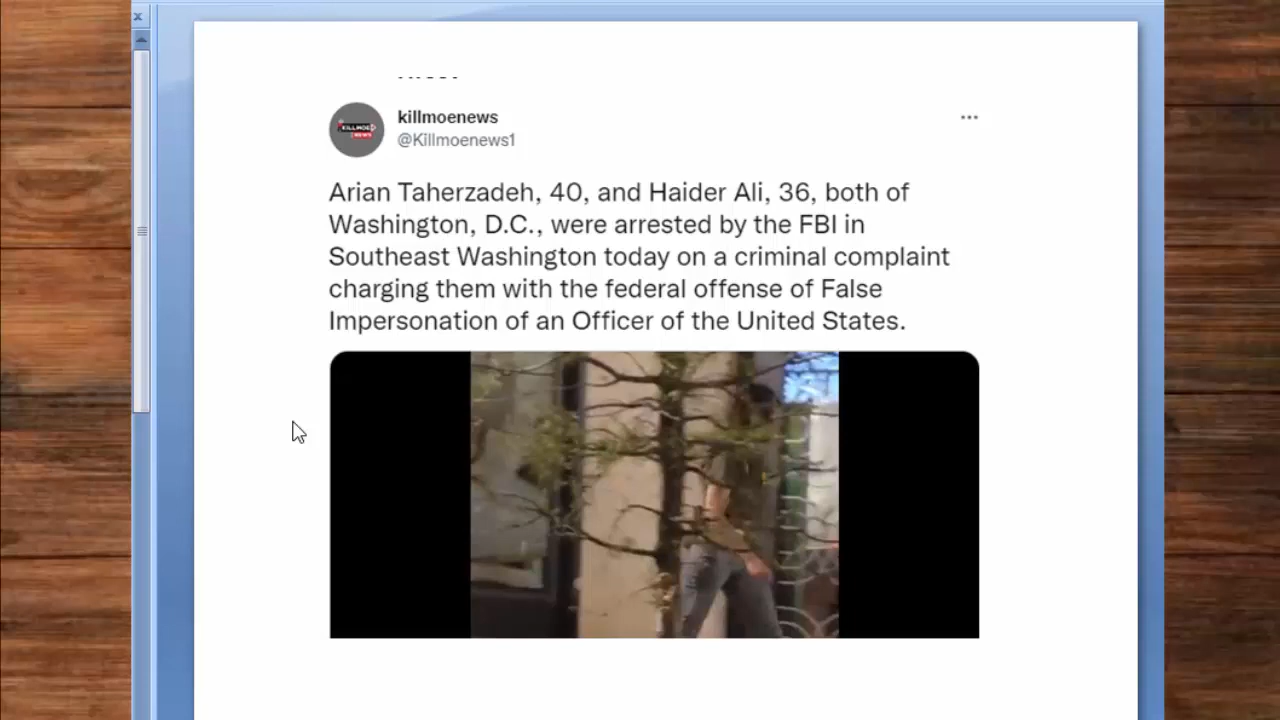 killmoenews
@Killmoenews1
KILLMOE
NEWS
Arian Taherzadeh, 40, and Haider Ali, 36, both of
Washington, D.C., were arrested by the FBI in
Southeast Washington today on a criminal complaint
charging them with the federal offense of False
Impersonation of an Officer of the United States.